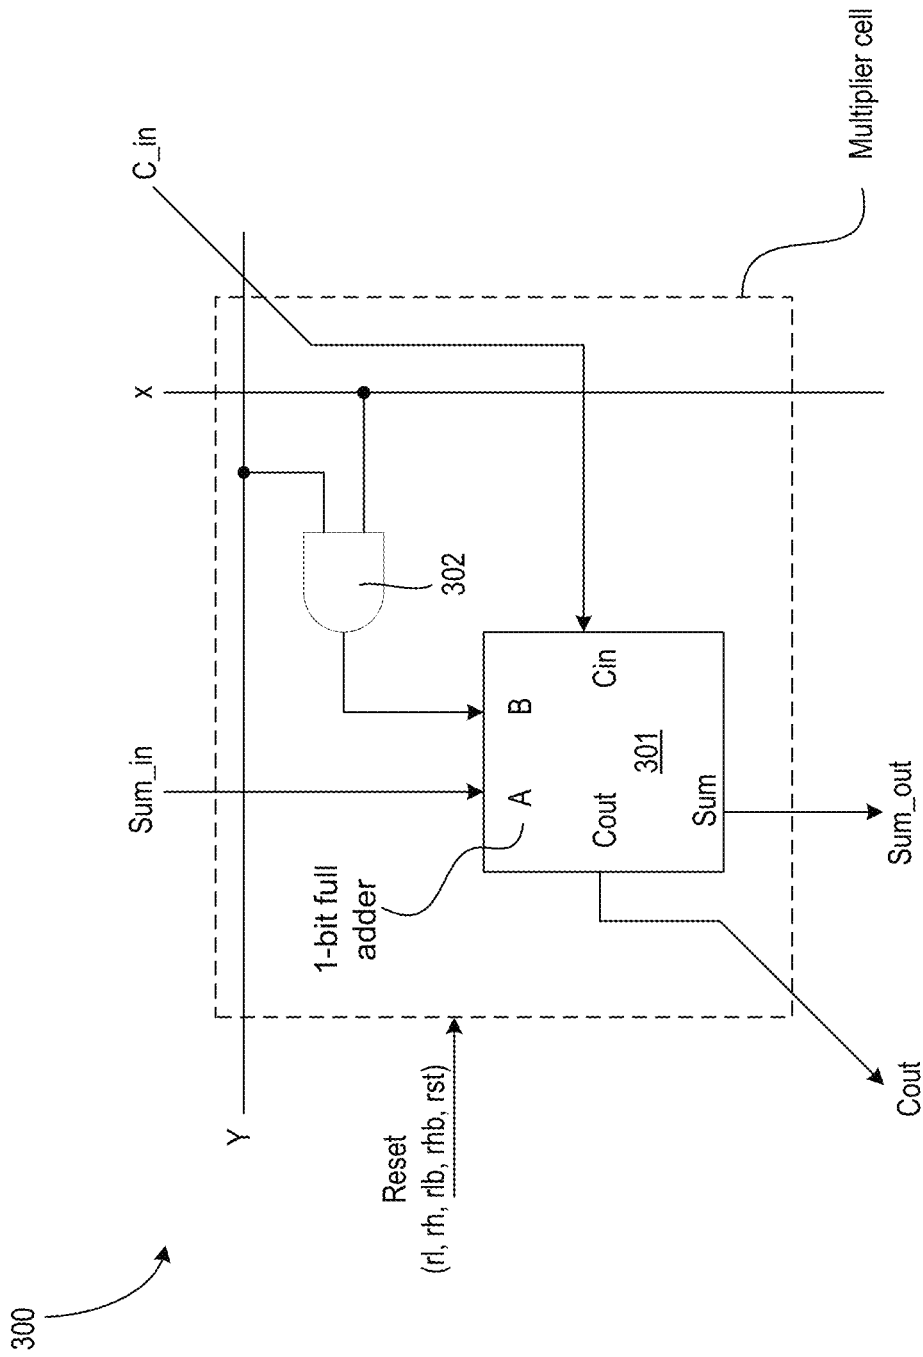 300
Y
Reset
(rl, rh, rlb, rhb, rst)
Sum_in
x
C_in
1-bit full
adder
302
A
B
Cout
Cin
301
Sum
Cout
Sum_out
Multiplier cell